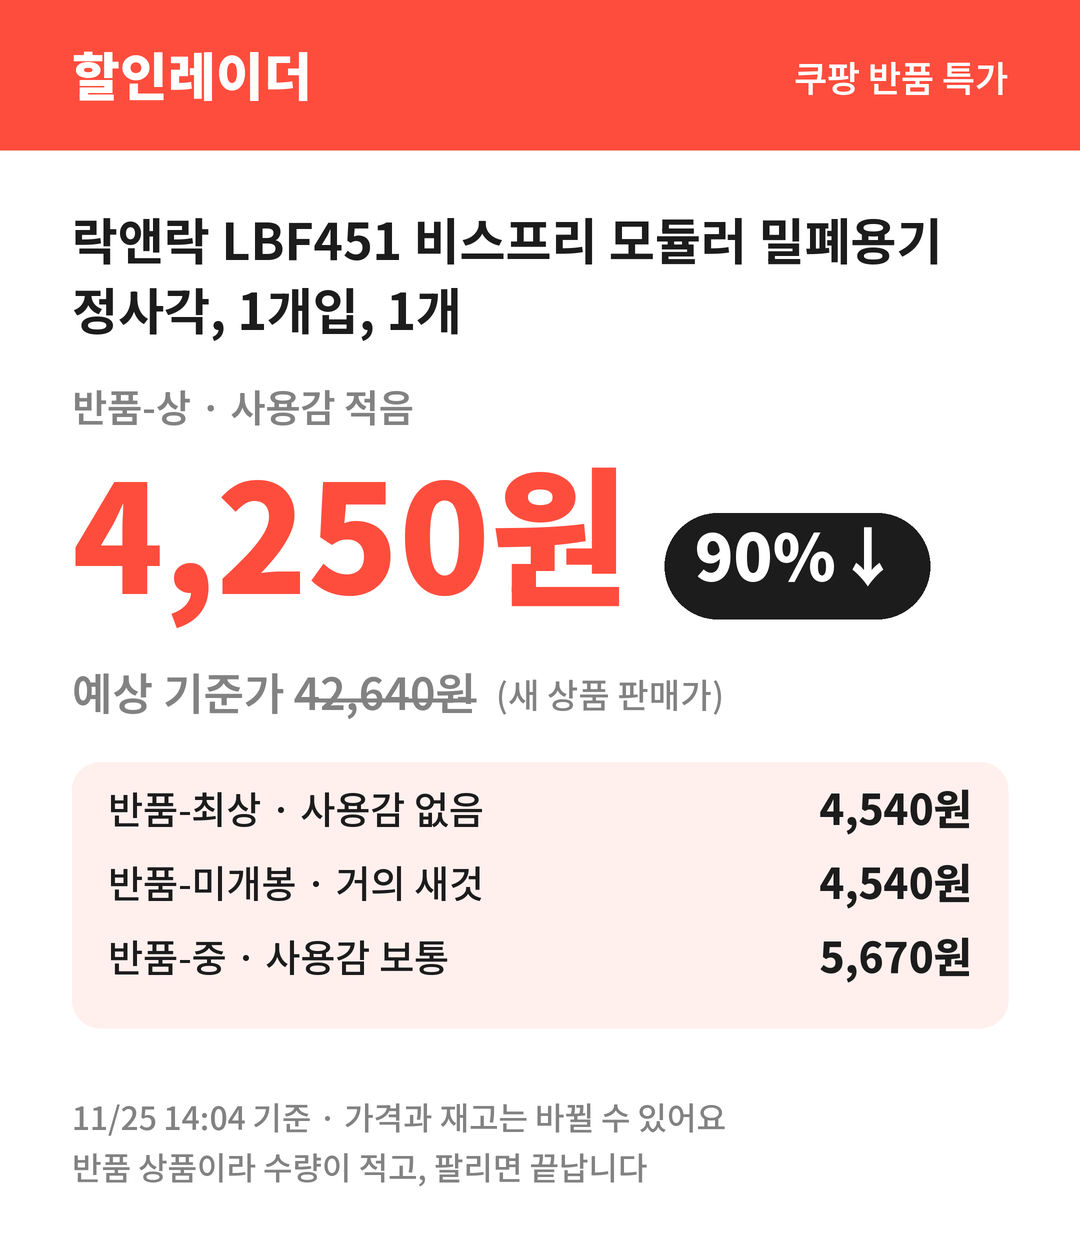 할인레이더
쿠팡 반품 특가
락앤락 LBF451 비스프리 모듈러 밀폐용기
정사각, 1개입, 1개
반품-상 · 사용감 적음
4,250원 90%↓
예상 기준가 42,640원 (새 상품 판매가)
반품-최상 · 사용감 없음 4,540원
반품-미개봉 · 거의 새것 4,540원
반품-중 · 사용감 보통 5,670원
11/25 14:04 기준 · 가격과 재고는 바뀔 수 있어요
반품 상품이라 수량이 적고, 팔리면 끝납니다